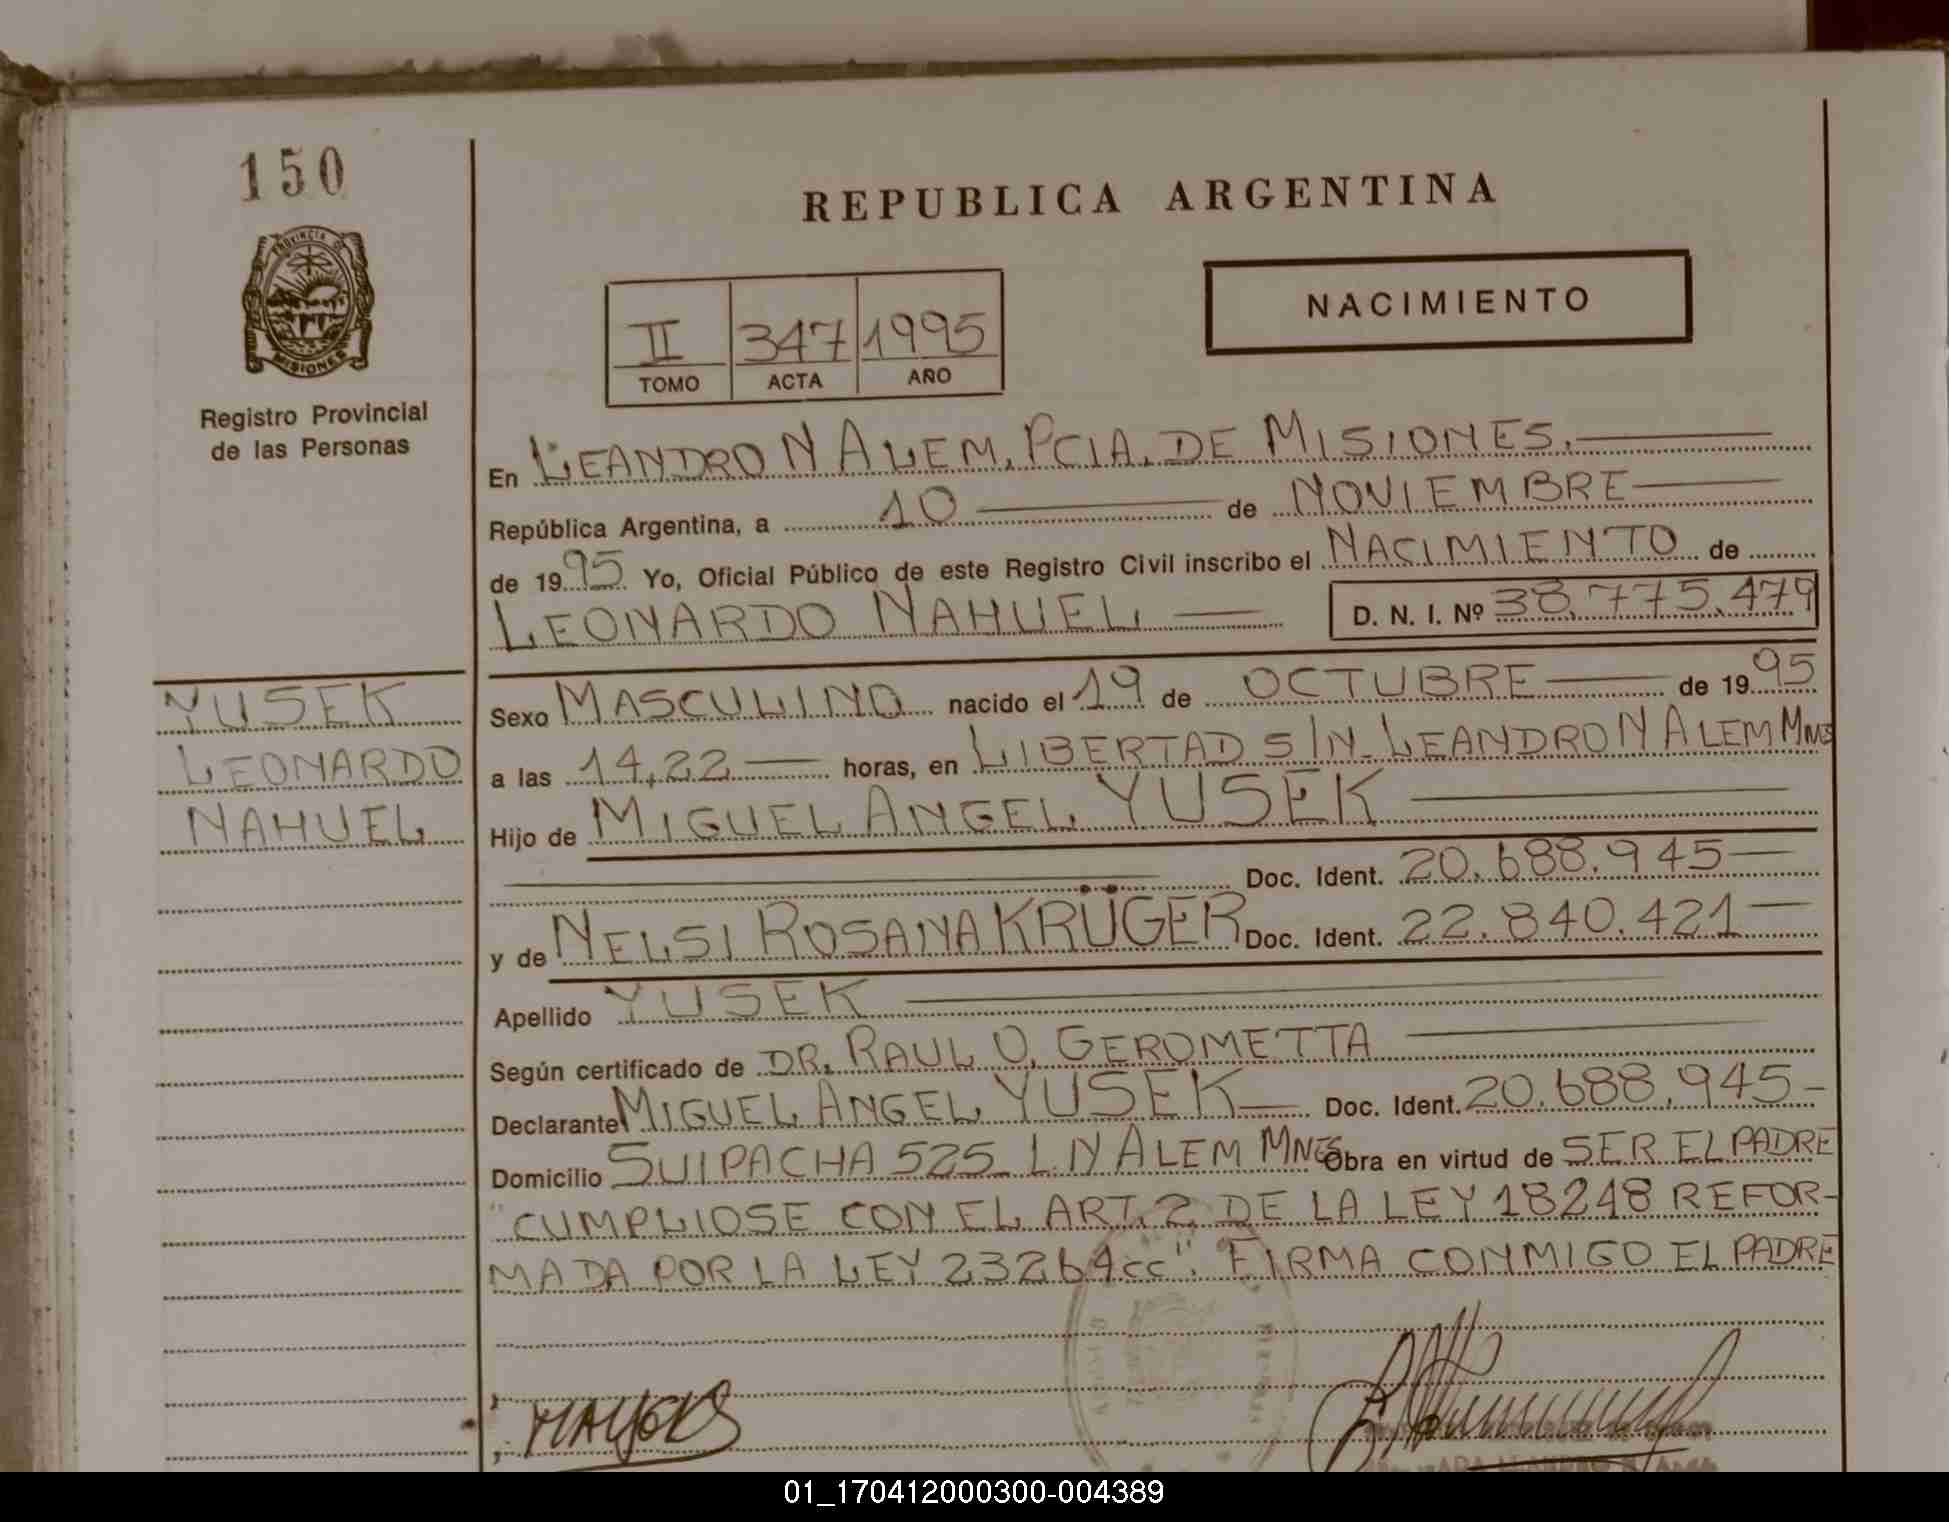 150
PROVINCIA DE
MISIONES
Registro Provincial
de las Personas
REPUBLICA ARGENTINA
II 347 1995
TOMO ACTA AÑO
NACIMIENTO
En LEANDRO N ALEM, PCIA. DE MISIONES.
República Argentina, a 10 de NOVIEMBRE
de 1995 Yo, Oficial Público de este Registro Civil inscribo el NACIMIENTO de
LEONARDO NAHUEL D. N. I. Nº 38.775.479
YUSEK
LEONARDO
NAHUEL
Sexo MASCULINO nacido el 19 de OCTUBRE de 1995
a las 14,22 horas, en LIBERTAD S/N. LEANDRO N ALEM MNES
Hijo de MIGUEL ANGEL YUSEK
Doc. Ident. 20.688.945
y de NELSI ROSANA KRÜGER Doc. Ident. 22.840.421
Apellido YUSEK
Según certificado de DR. RAUL O. GEROMETTA
Declarante MIGUEL ANGEL YUSEK Doc. Ident. 20.688.945
Domicilio SUIPACHA 525 L N ALEM MNES Obra en virtud de SER EL PADRE
"CUMPLIOSE CON EL ART. 2 DE LA LEY 18248 REFOR-
MADA POR LA LEY 23264cc". FIRMA CONMIGO EL PADRE
01_170412000300-004389